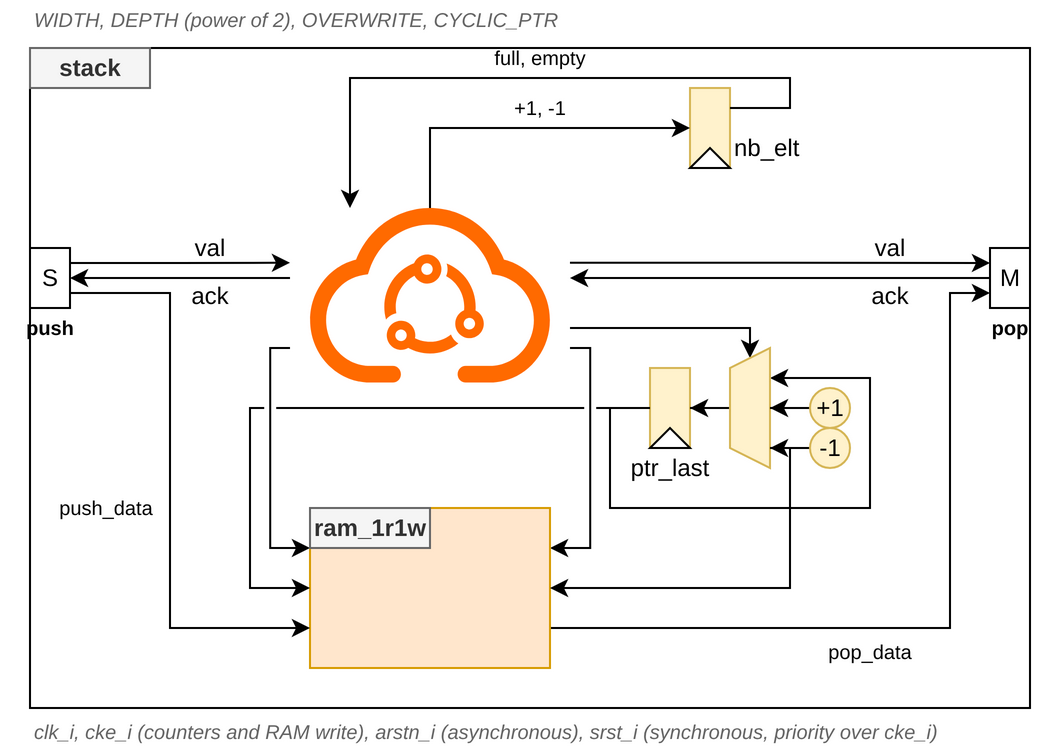 WIDTH, DEPTH (power of 2), OVERWRITE, CYCLIC_PTR
stack
full, empty
+1, -1
nb_elt
val
val
S
M
ack
ack
push
pop
+1
-1
ptr_last
push_data
ram_1r1w
pop_data
clk_i, cke_i (counters and RAM write), arstn_i (asynchronous), srst_i (synchronous, priority over cke_i)